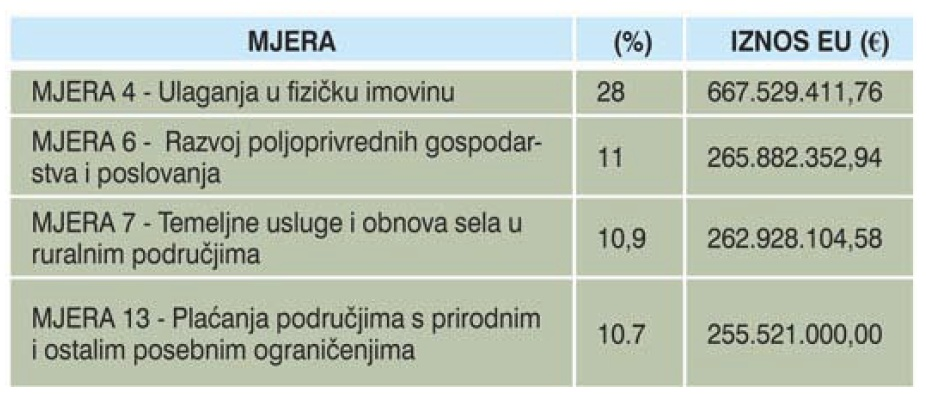 MJERA (%) IZNOS EU (€)
MJERA 4 - Ulaganja u fizičku imovinu 28 667.529.411,76
MJERA 6 - Razvoj poljoprivrednih gospodar-
stva i poslovanja 11 265.882.352,94
MJERA 7 - Temeljne usluge i obnova sela u
ruralnim područjima 10,9 262.928.104,58
MJERA 13 - Plaćanja područjima s prirodnim
i ostalim posebnim ograničenjima 10.7 255.521.000,00